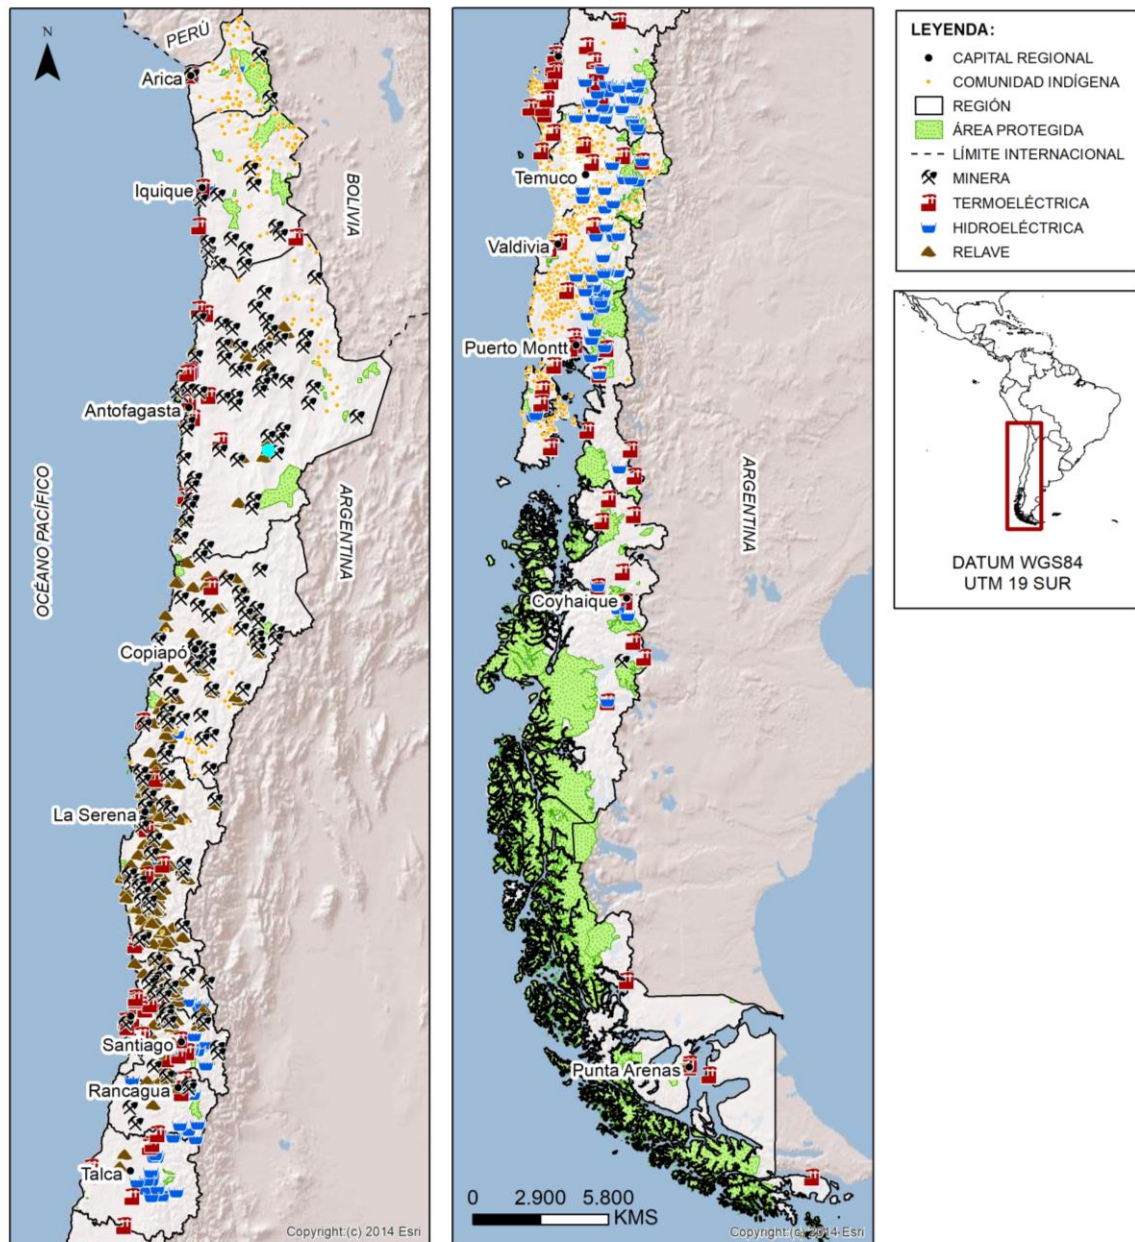 N
PERÚ
Arica
Iquique
BOLIVIA
Antofagasta
OCÉANO PACÍFICO
ARGENTINA
Copiapó
La Serena
Santiago
Rancagua
Talca
Copyright:(c) 2014 Esri
Temuco
Valdivia
Puerto Montt
ARGENTINA
Coyhaique
Punta Arenas
0 2.900 5.800
KMS
Copyright:(c) 2014 Esri
LEYENDA:
CAPITAL REGIONAL
COMUNIDAD INDÍGENA
REGIÓN
ÁREA PROTEGIDA
LÍMITE INTERNACIONAL
MINERA
TERMOELÉCTRICA
HIDROELÉCTRICA
RELAVE
DATUM WGS84
UTM 19 SUR